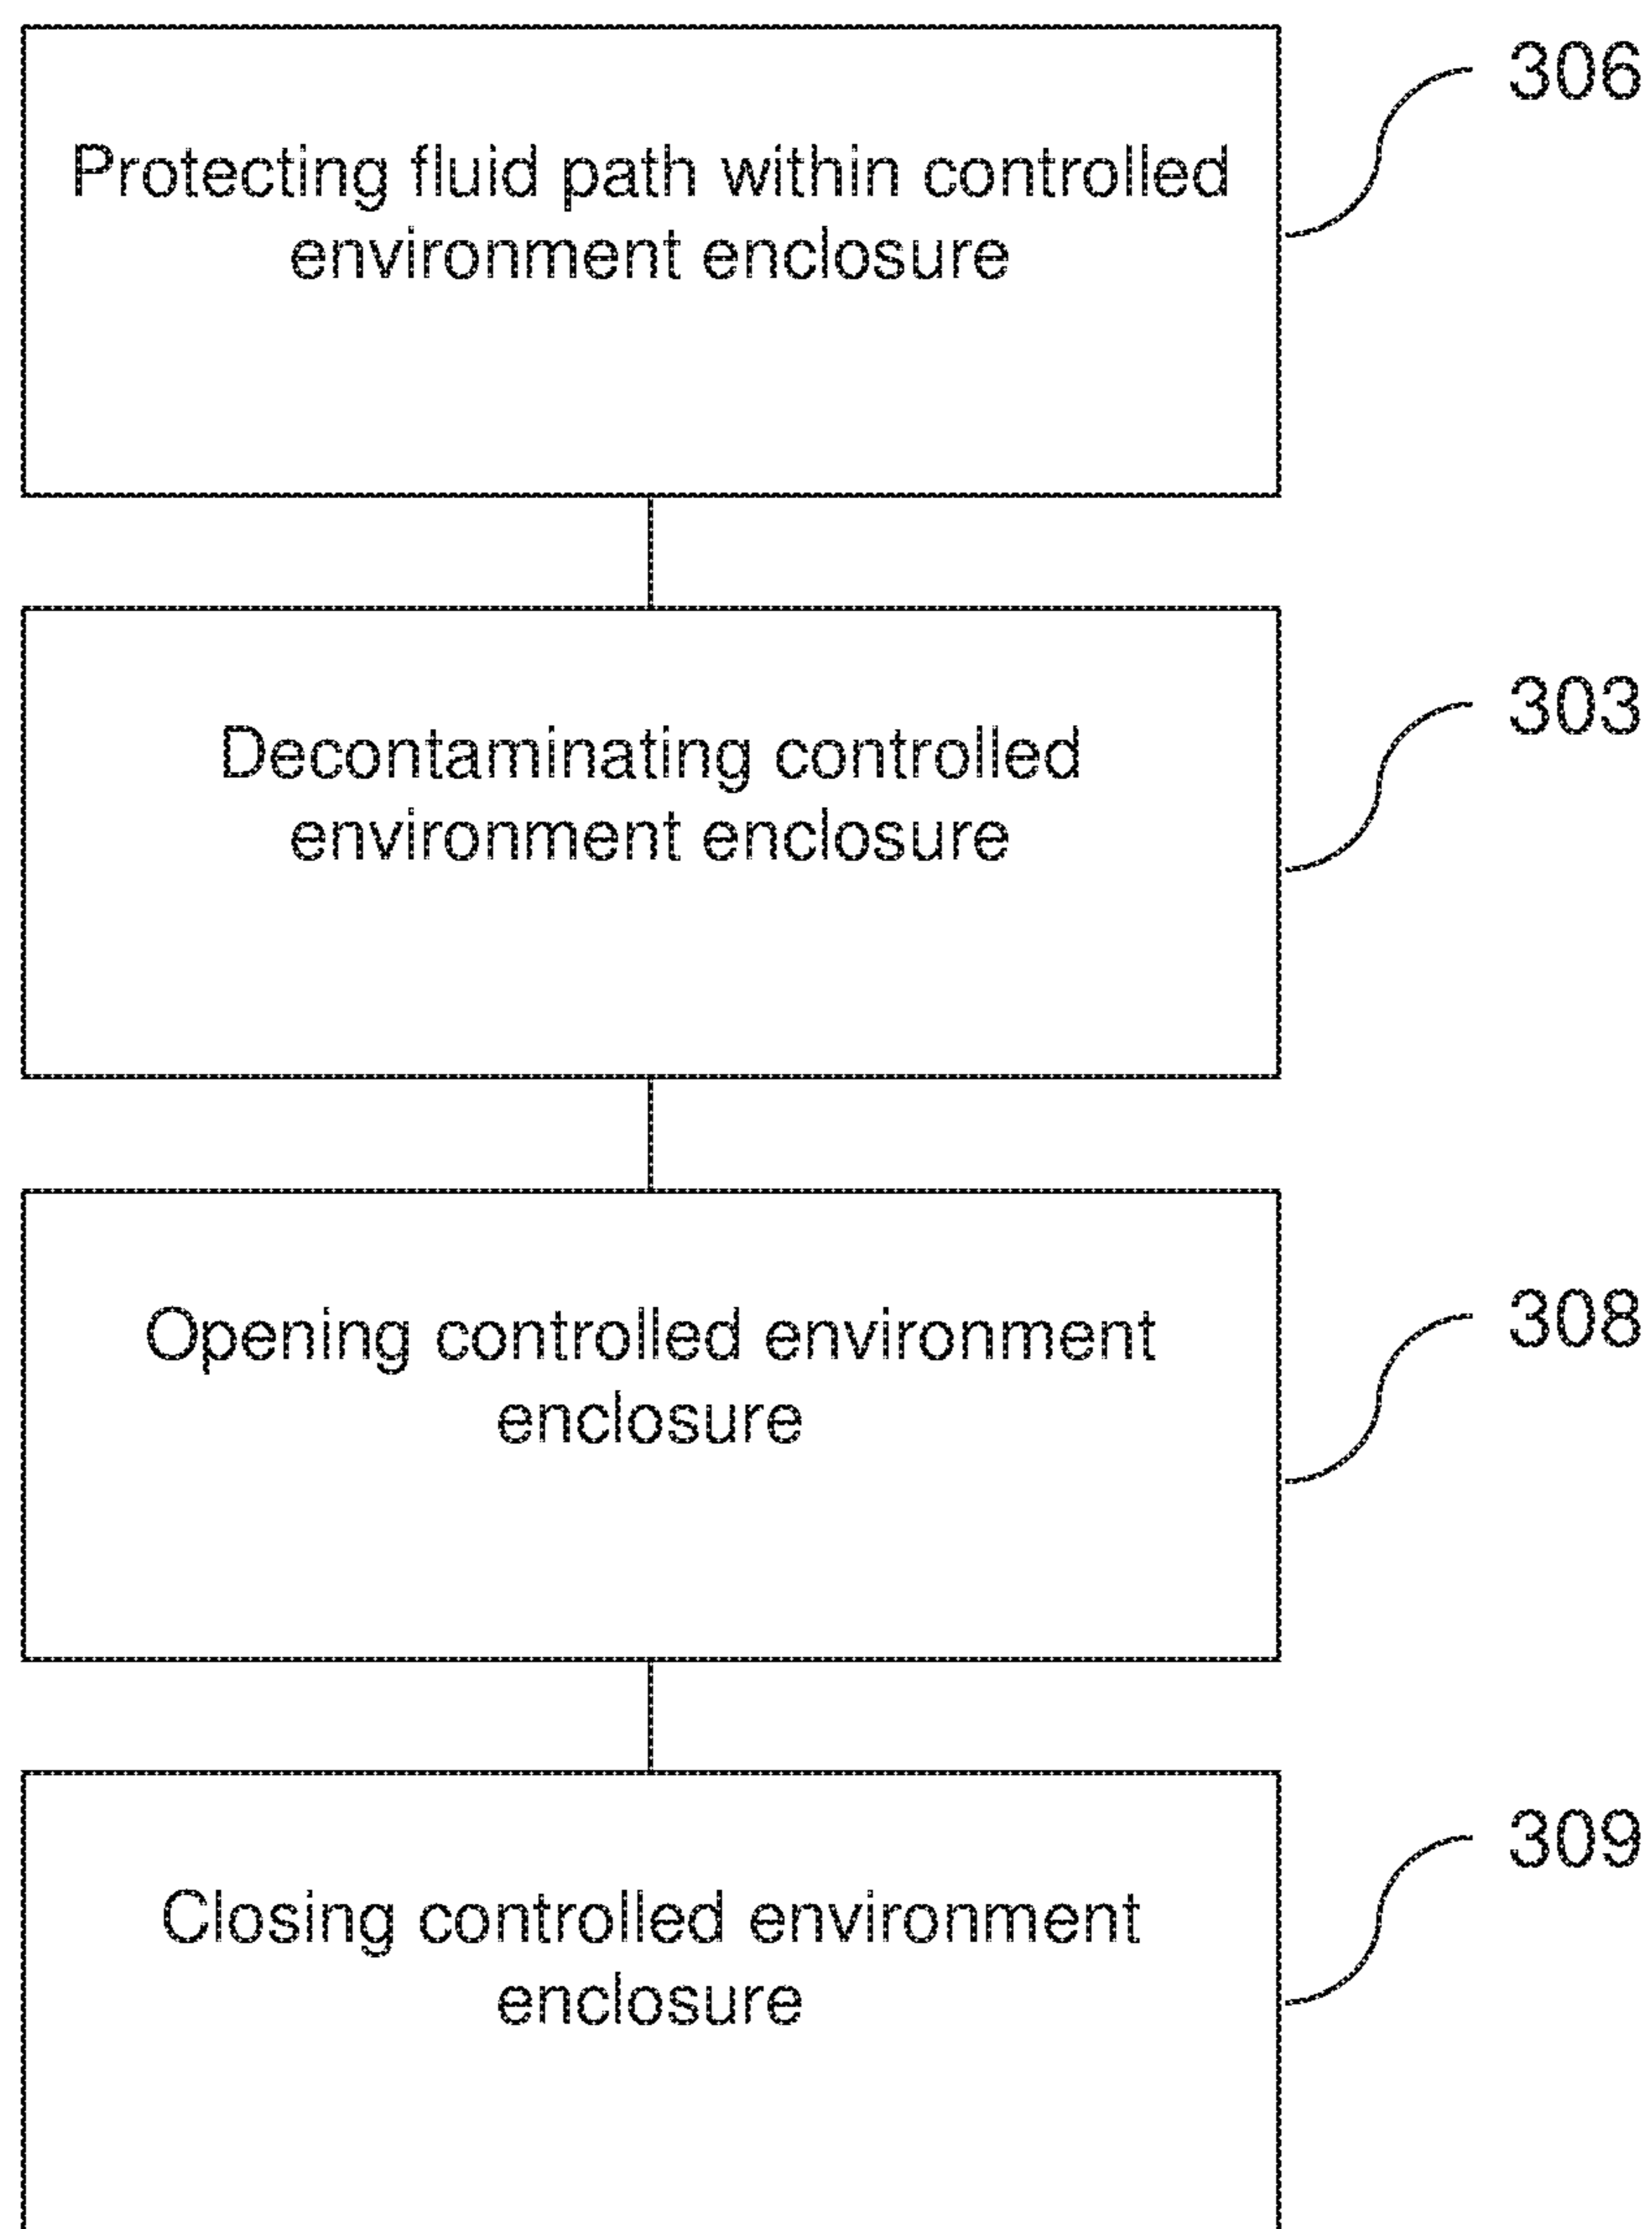 306
Protecting fluid path within controlled
environment enclosure
303
Decontaminating controlled
environment enclosure
308
Opening controlled environment
enclosure
309
Closing controlled environment
enclosure